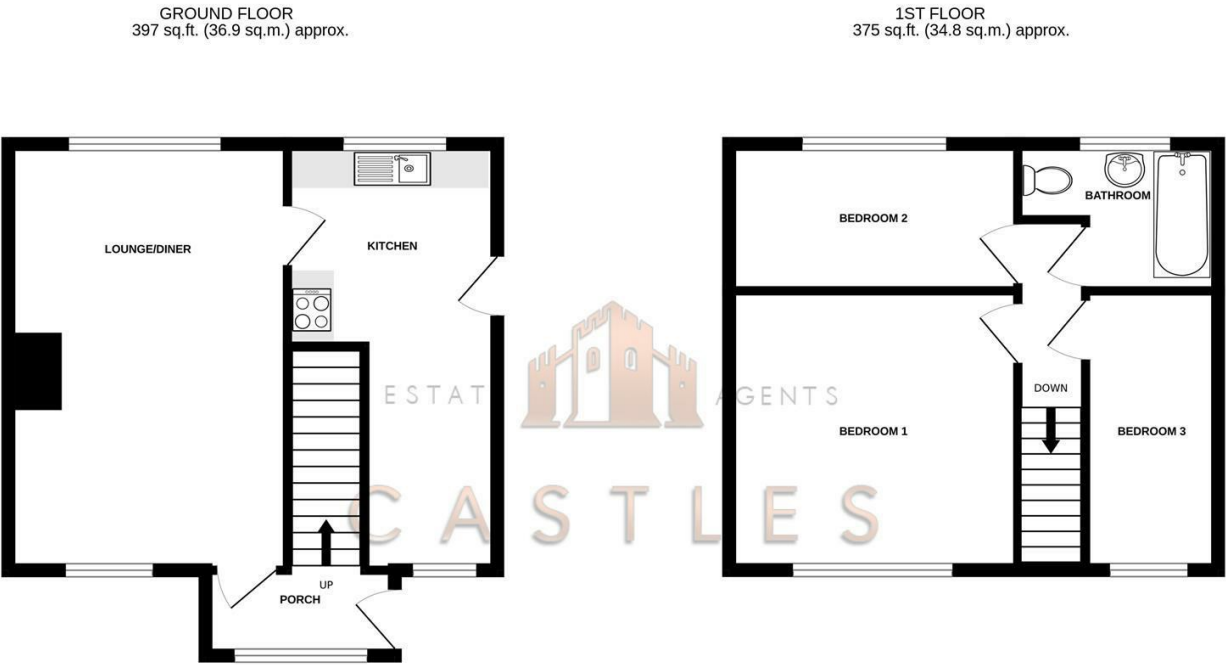 GROUND FLOOR
397 sq.ft. (36.9 sq.m.) approx.
1ST FLOOR
375 sq.ft. (34.8 sq.m.) approx.
LOUNGE/DINER
KITCHEN
UP
PORCH
BEDROOM 2
BATHROOM
DOWN
BEDROOM 1
BEDROOM 3
ESTAT AGENTS
CASTLES